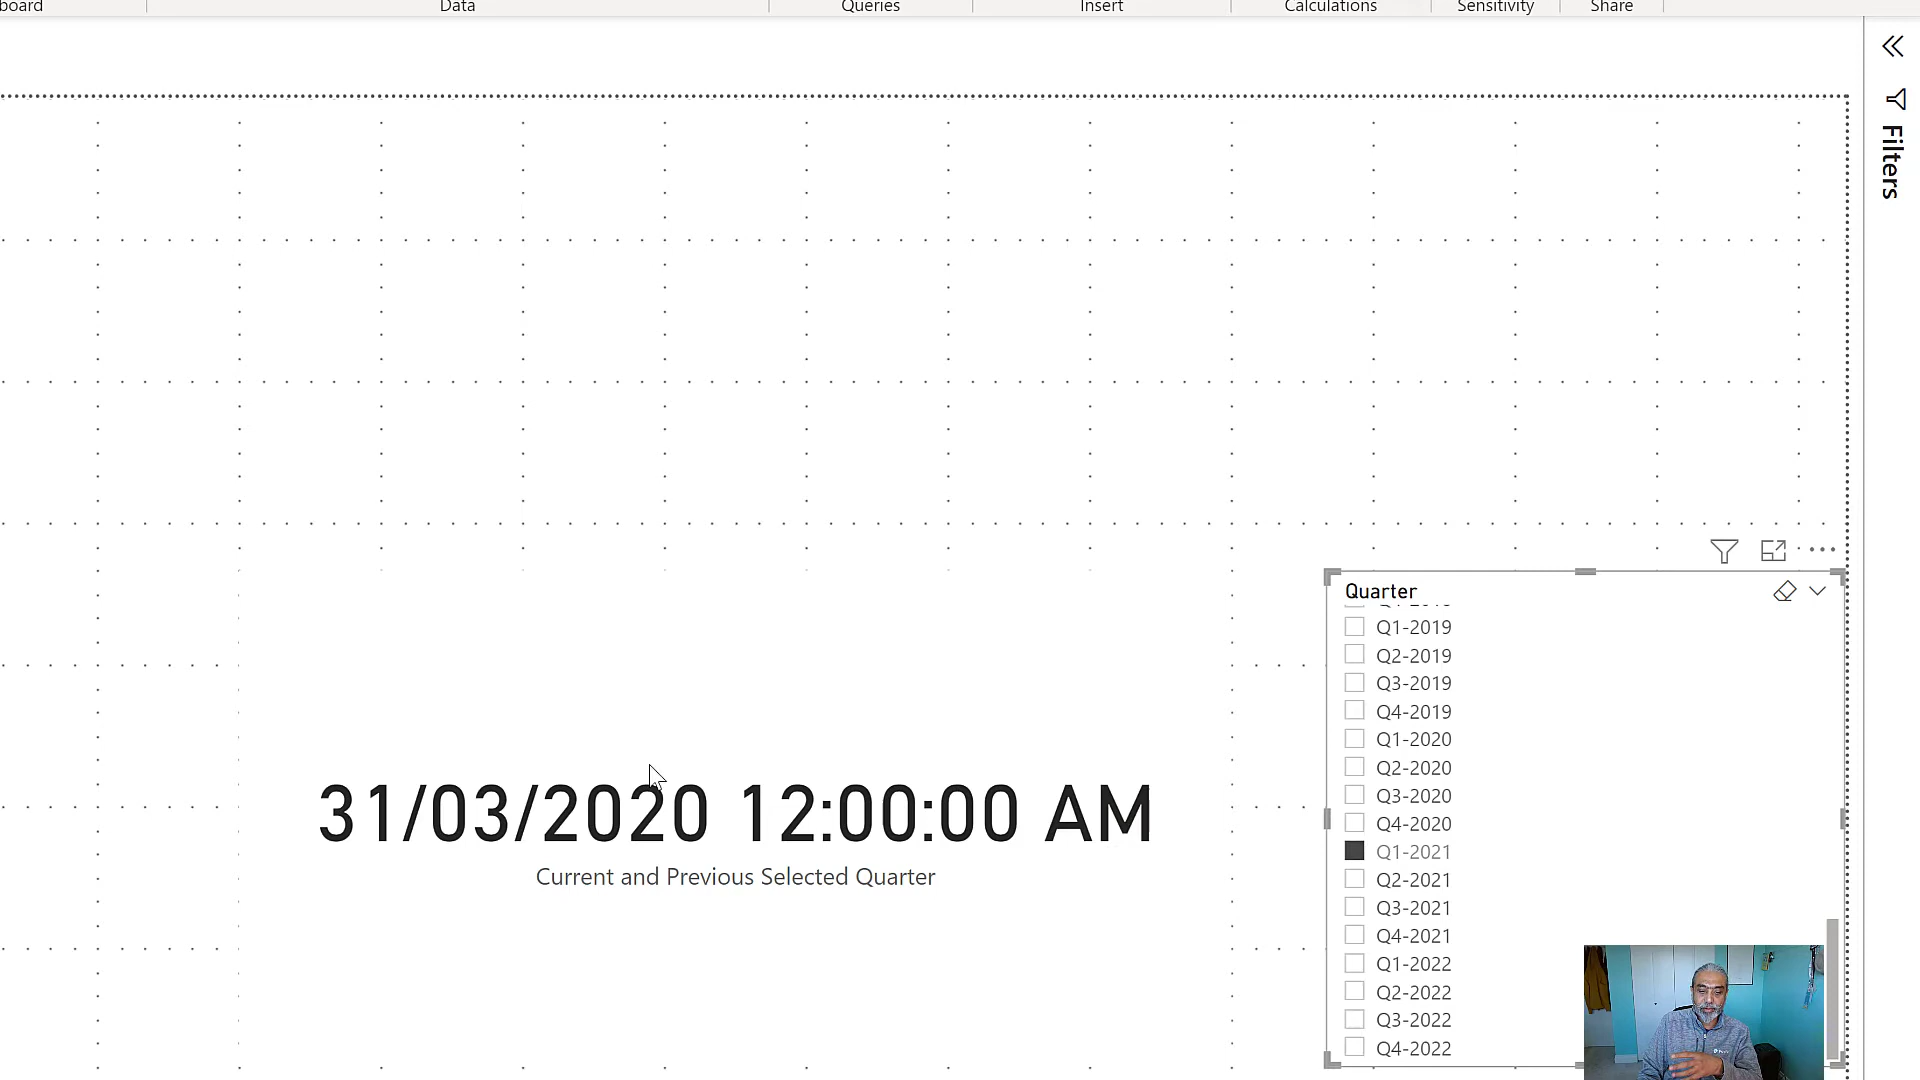 board
Data
Queries
Insert
Calculations
Sensitivity
Share
Filters
Quarter
Q1-2019
Q2-2019
Q3-2019
Q4-2019
Q1-2020
Q2-2020
Q3-2020
Q4-2020
Q1-2021
Q2-2021
Q3-2021
Q4-2021
Q1-2022
Q2-2022
Q3-2022
Q4-2022
31/03/2020 12:00:00 AM
Current and Previous Selected Quarter